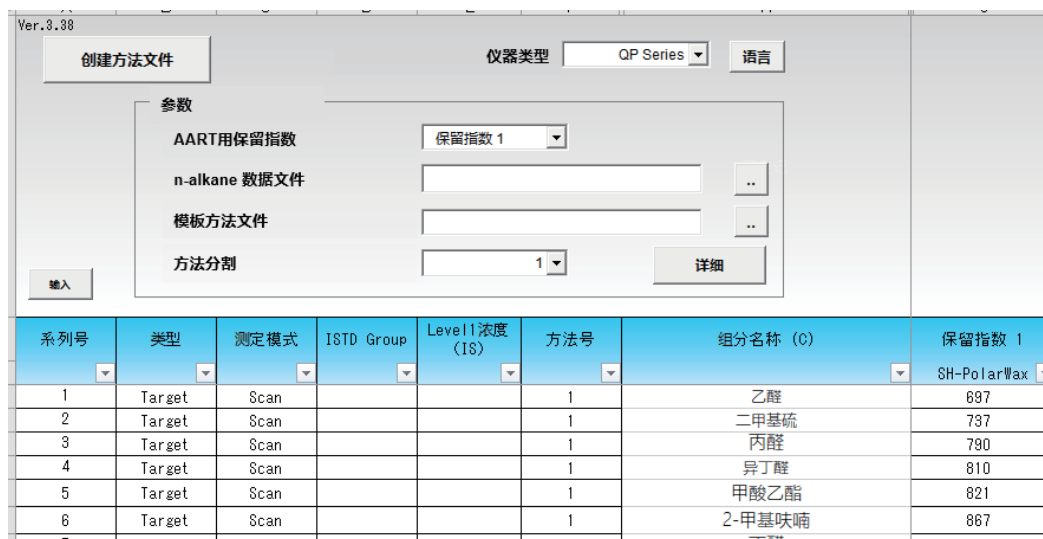 Ver.3.38
创建方法文件
仪器类型 QP Series 语言
参数
AART用保留指数 保留指数 1
n-alkane 数据文件 ..
模板方法文件 ..
方法分割 1 详细
输入
系列号 类型 测定模式 ISTD Group Level1浓度 (IS) 方法号 组分名称 (C) 保留指数 1
SH-PolarWax
1 Target Scan 1 乙醛 697
2 Target Scan 1 二甲基硫 737
3 Target Scan 1 丙醛 790
4 Target Scan 1 异丁醛 810
5 Target Scan 1 甲酸乙酯 821
6 Target Scan 1 2-甲基呋喃 867